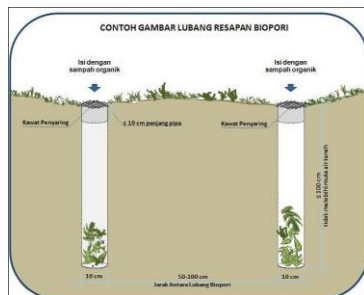 CONTOH GAMBAR LUBANG RESAPAN BIOPORI
Isi dengan
sampah organik
Isi dengan
sampah organik
Kawat Penyaring
≤ 10 cm panjang pipa
Kawat Penyaring
≤ 100 cm
tidak melebihi muka air tanah
10 cm
50-100 cm
10 cm
Jarak Antara Lubang Biopori